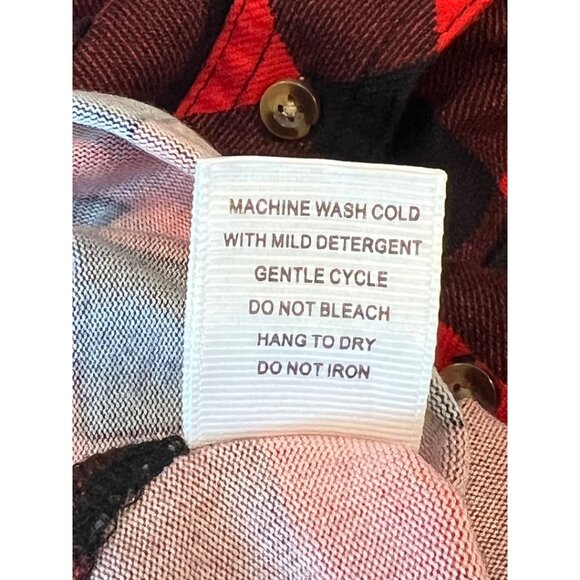 MACHINE WASH COLD
WITH MILD DETERGENT
GENTLE CYCLE
DO NOT BLEACH
HANG TO DRY
DO NOT IRON